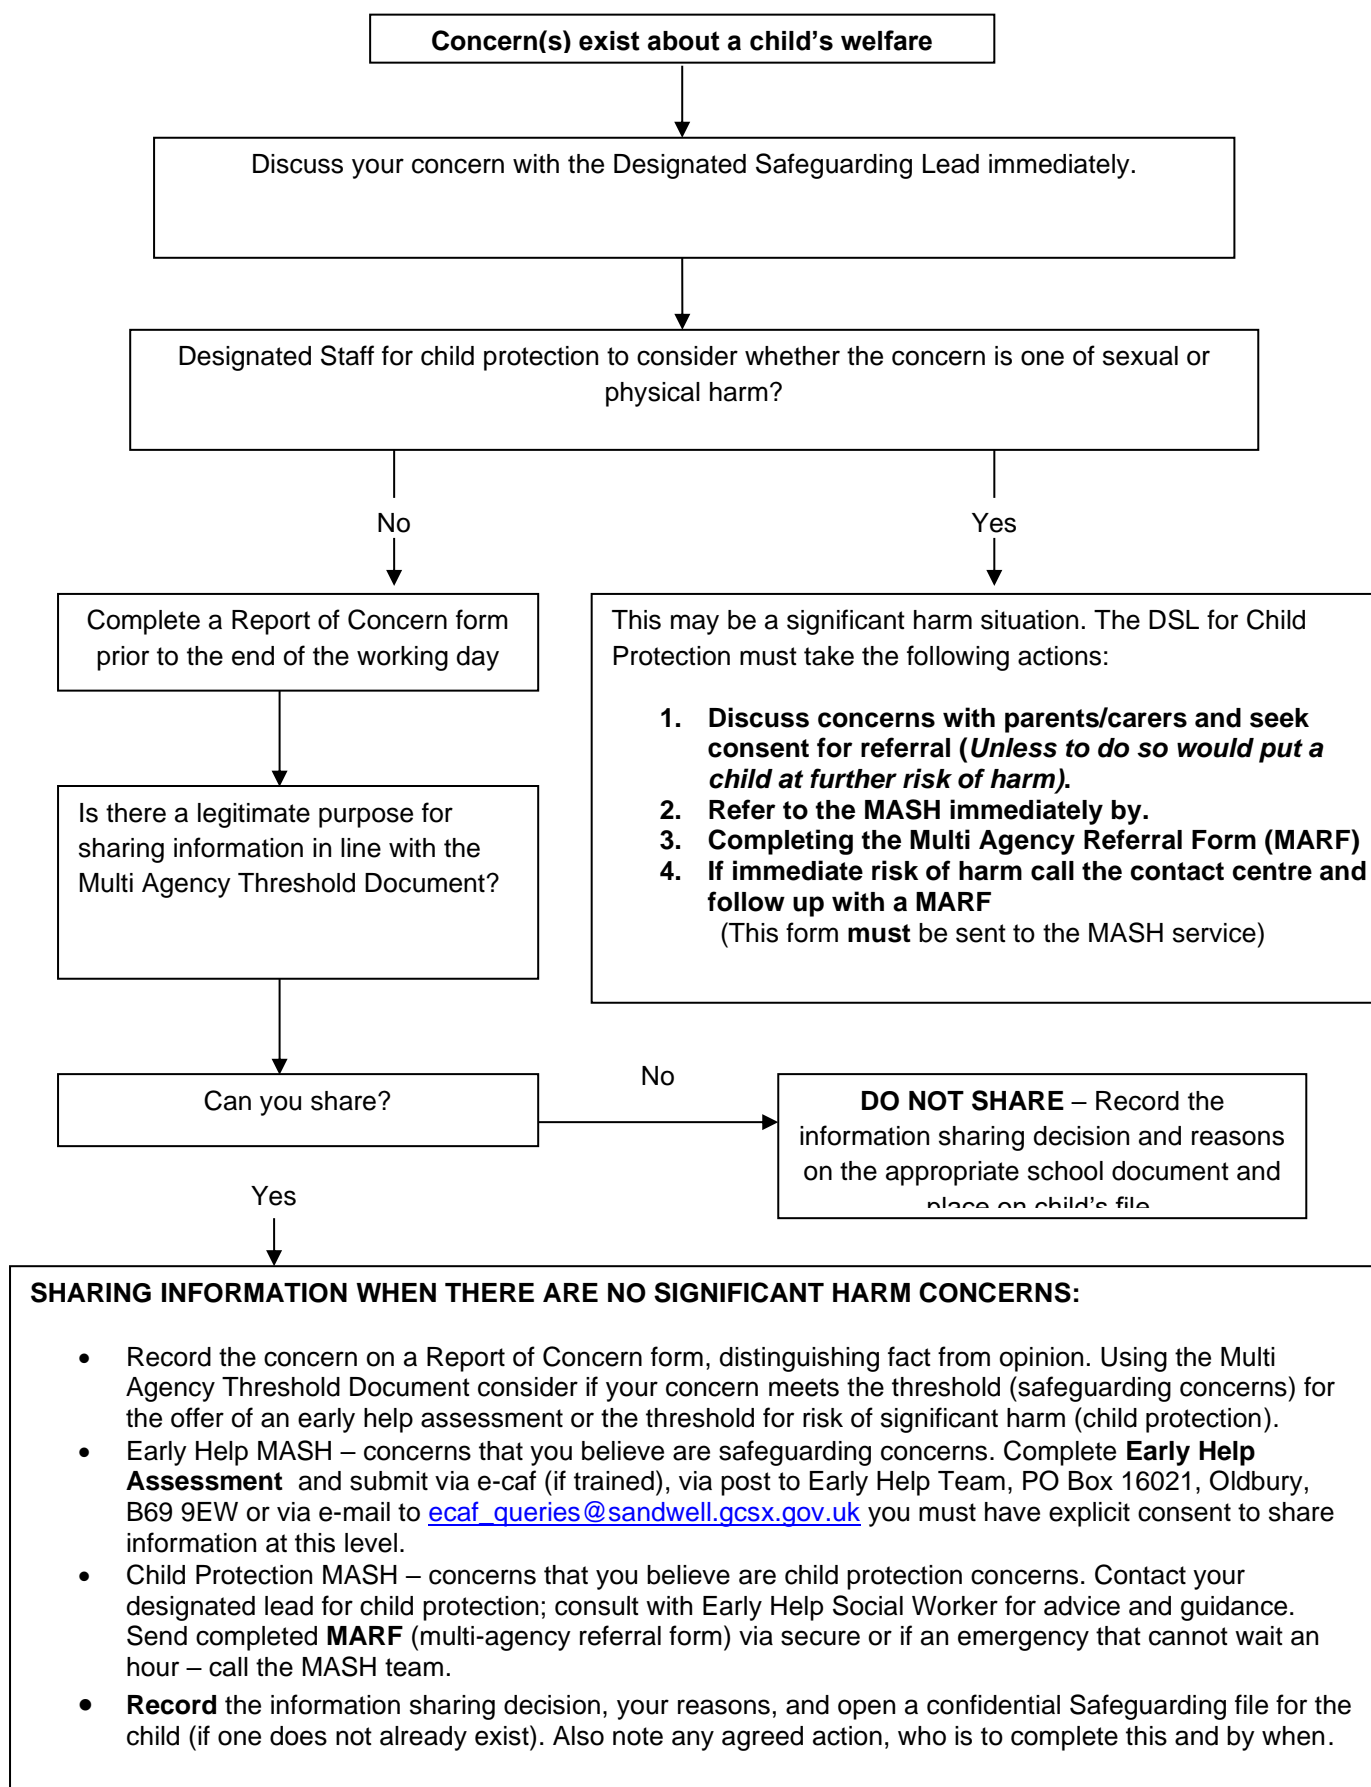 Concern(s) exist about a child’s welfare
Discuss your concern with the Designated Safeguarding Lead immediately.
Designated Staff for child protection to consider whether the concern is one of sexual or
physical harm?
No
Yes
Complete a Report of Concern form
prior to the end of the working day
This may be a significant harm situation. The DSL for Child
Protection must take the following actions:
1. Discuss concerns with parents/carers and seek
consent for referral (Unless to do so would put a
child at further risk of harm).
2. Refer to the MASH immediately by.
3. Completing the Multi Agency Referral Form (MARF)
4. If immediate risk of harm call the contact centre and
follow up with a MARF
(This form must be sent to the MASH service)
Is there a legitimate purpose for
sharing information in line with the
Multi Agency Threshold Document?
Can you share?
No
DO NOT SHARE – Record the
information sharing decision and reasons
on the appropriate school document and
place on child’s file
Yes
SHARING INFORMATION WHEN THERE ARE NO SIGNIFICANT HARM CONCERNS:
• Record the concern on a Report of Concern form, distinguishing fact from opinion. Using the Multi
Agency Threshold Document consider if your concern meets the threshold (safeguarding concerns) for
the offer of an early help assessment or the threshold for risk of significant harm (child protection).
• Early Help MASH – concerns that you believe are safeguarding concerns. Complete Early Help
Assessment and submit via e-caf (if trained), via post to Early Help Team, PO Box 16021, Oldbury,
B69 9EW or via e-mail to ecaf_queries@sandwell.gcsx.gov.uk you must have explicit consent to share
information at this level.
• Child Protection MASH – concerns that you believe are child protection concerns. Contact your
designated lead for child protection; consult with Early Help Social Worker for advice and guidance.
Send completed MARF (multi-agency referral form) via secure or if an emergency that cannot wait an
hour – call the MASH team.
• Record the information sharing decision, your reasons, and open a confidential Safeguarding file for the
child (if one does not already exist). Also note any agreed action, who is to complete this and by when.